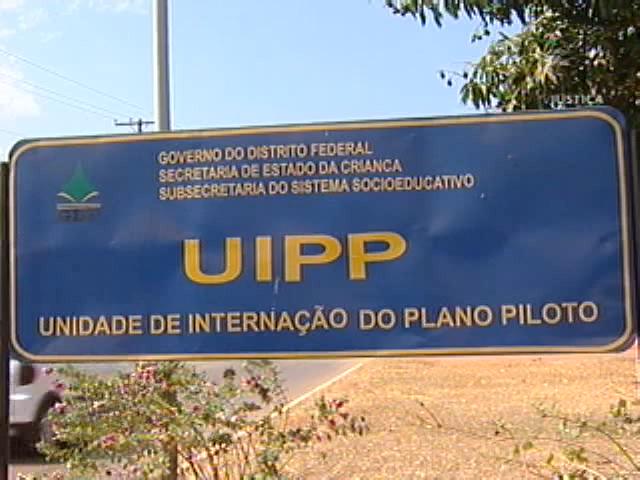 JUSTIÇA
GOVERNO DO DISTRITO FEDERAL
SECRETARIA DE ESTADO DA CRIANCA
SUBSECRETARIA DO SISTEMA SOCIOEDUCATIVO
UIPP
UNIDADE DE INTERNAÇÃO DO PLANO PILOTO